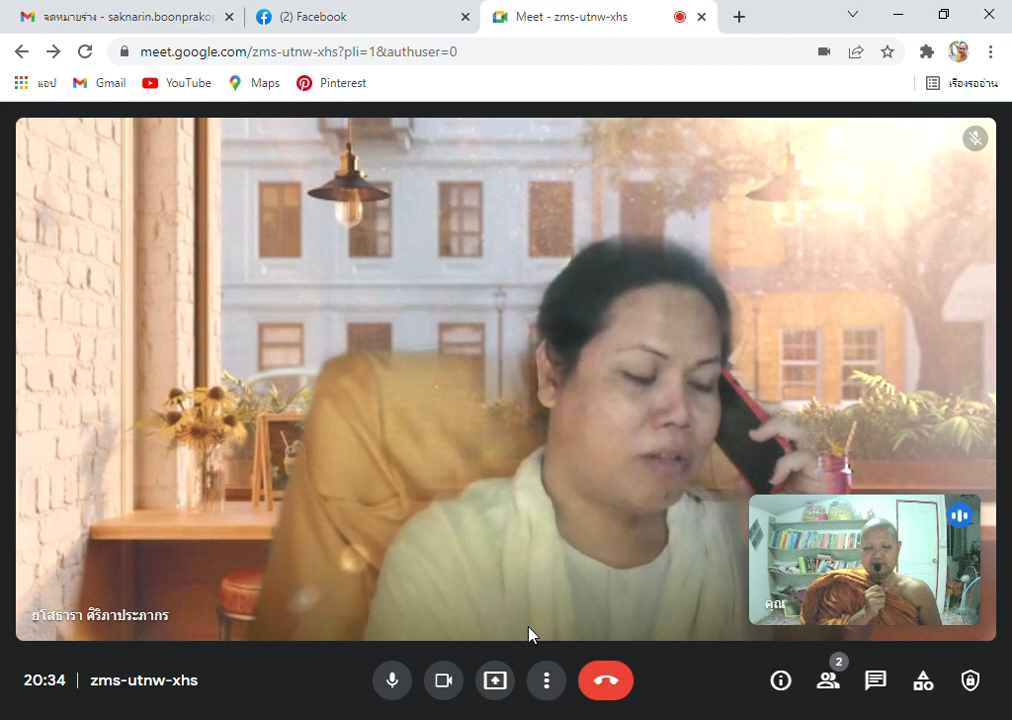 จดหมายร่าง - saknarin.boonprako
(2) Facebook
Meet - zms-utnw-xhs
meet.google.com/zms-utnw-xhs?pli=1&authuser=0
แอป
Gmail
YouTube
Maps
Pinterest
เรื่องรออ่าน
คุณ
ยโสธารา ศิริภาประภากร
20:34 | zms-utnw-xhs
2